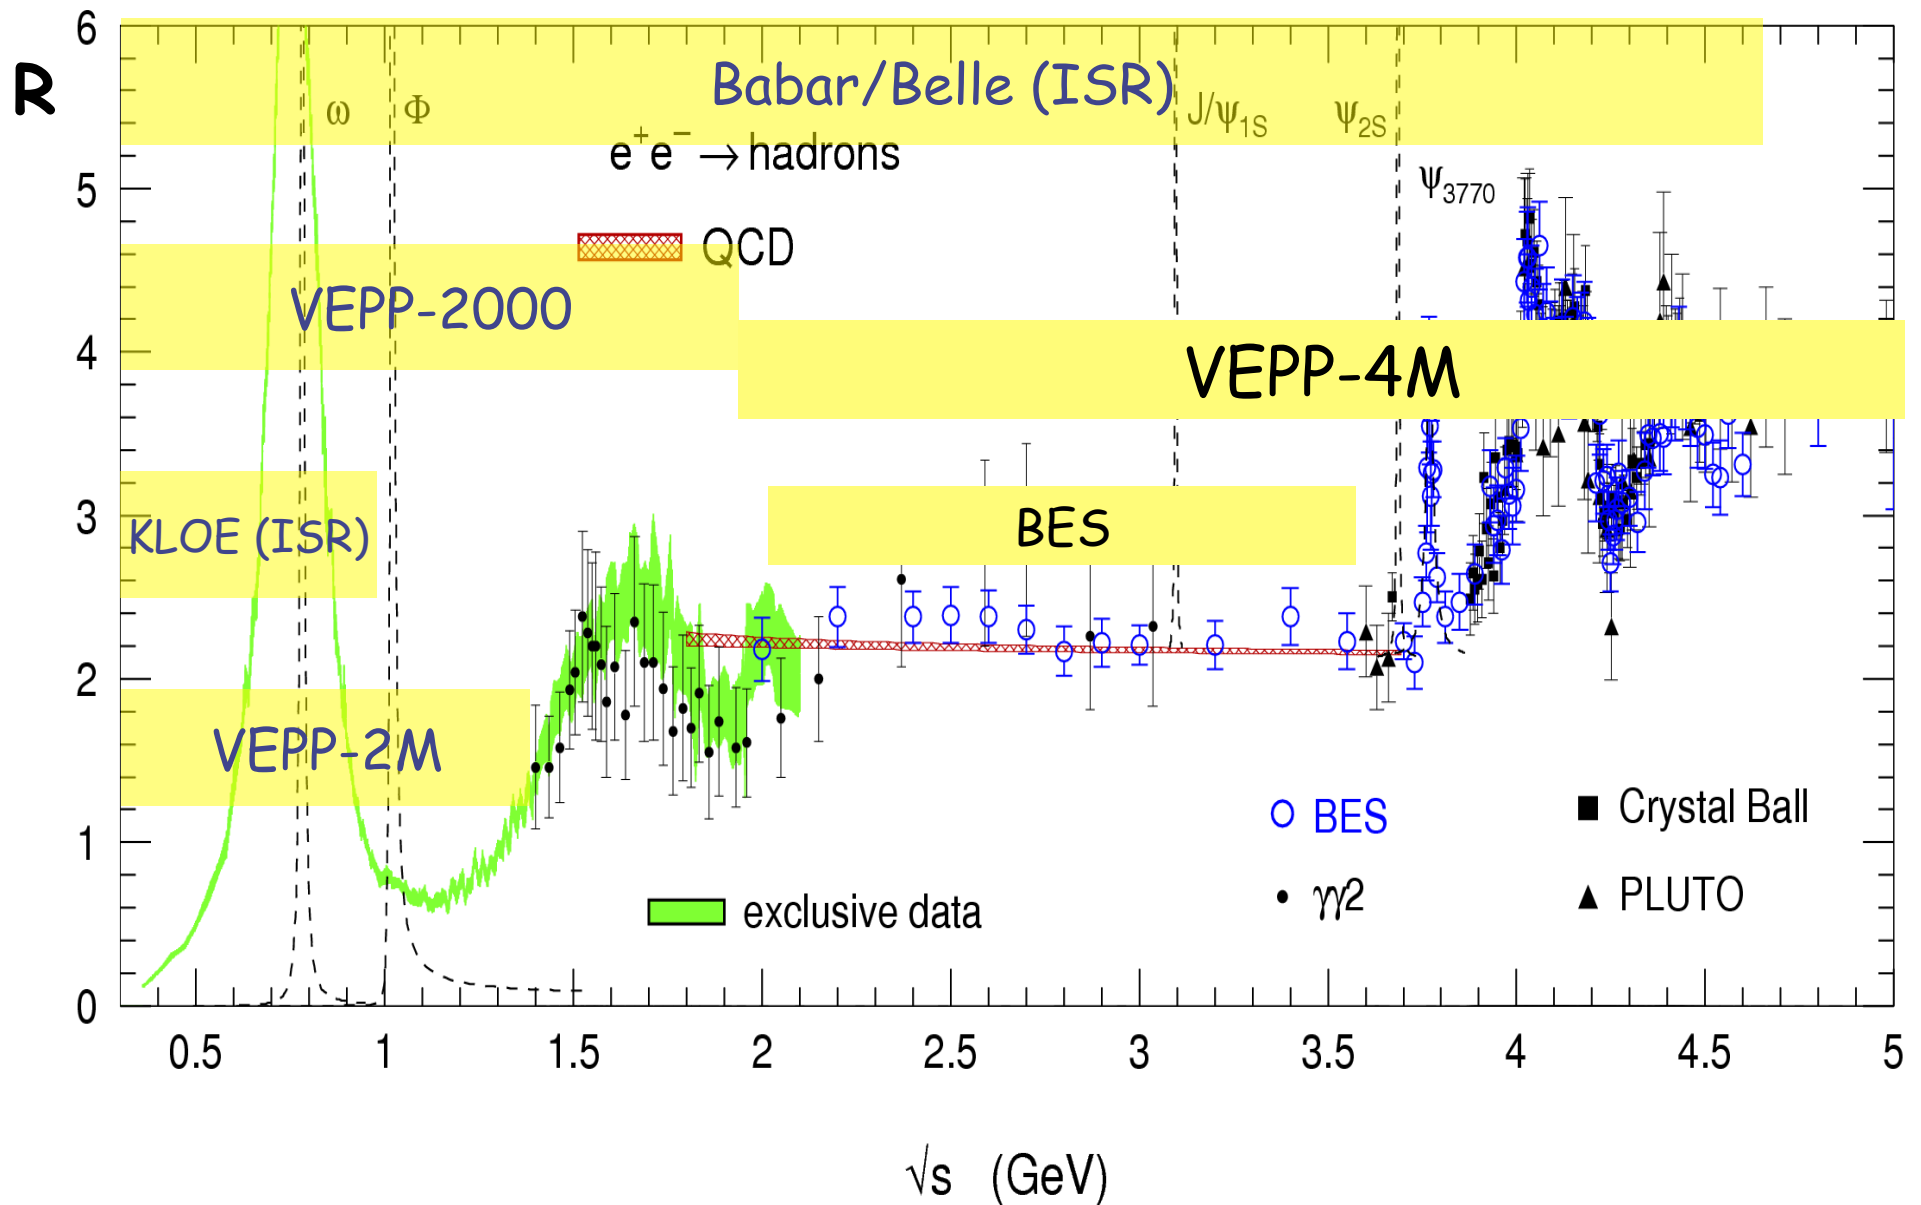 6
R
Babar/Belle (ISR)
ω
Φ
J/ψ1S
ψ2S
e+e− → hadrons
ψ3770
5
QCD
VEPP-2000
4
VEPP-4M
3
KLOE (ISR)
BES
2
VEPP-2M
BES
Crystal Ball
1
exclusive data
γγ2
PLUTO
0
0.5 1 1.5 2 2.5 3 3.5 4 4.5 5
√s (GeV)